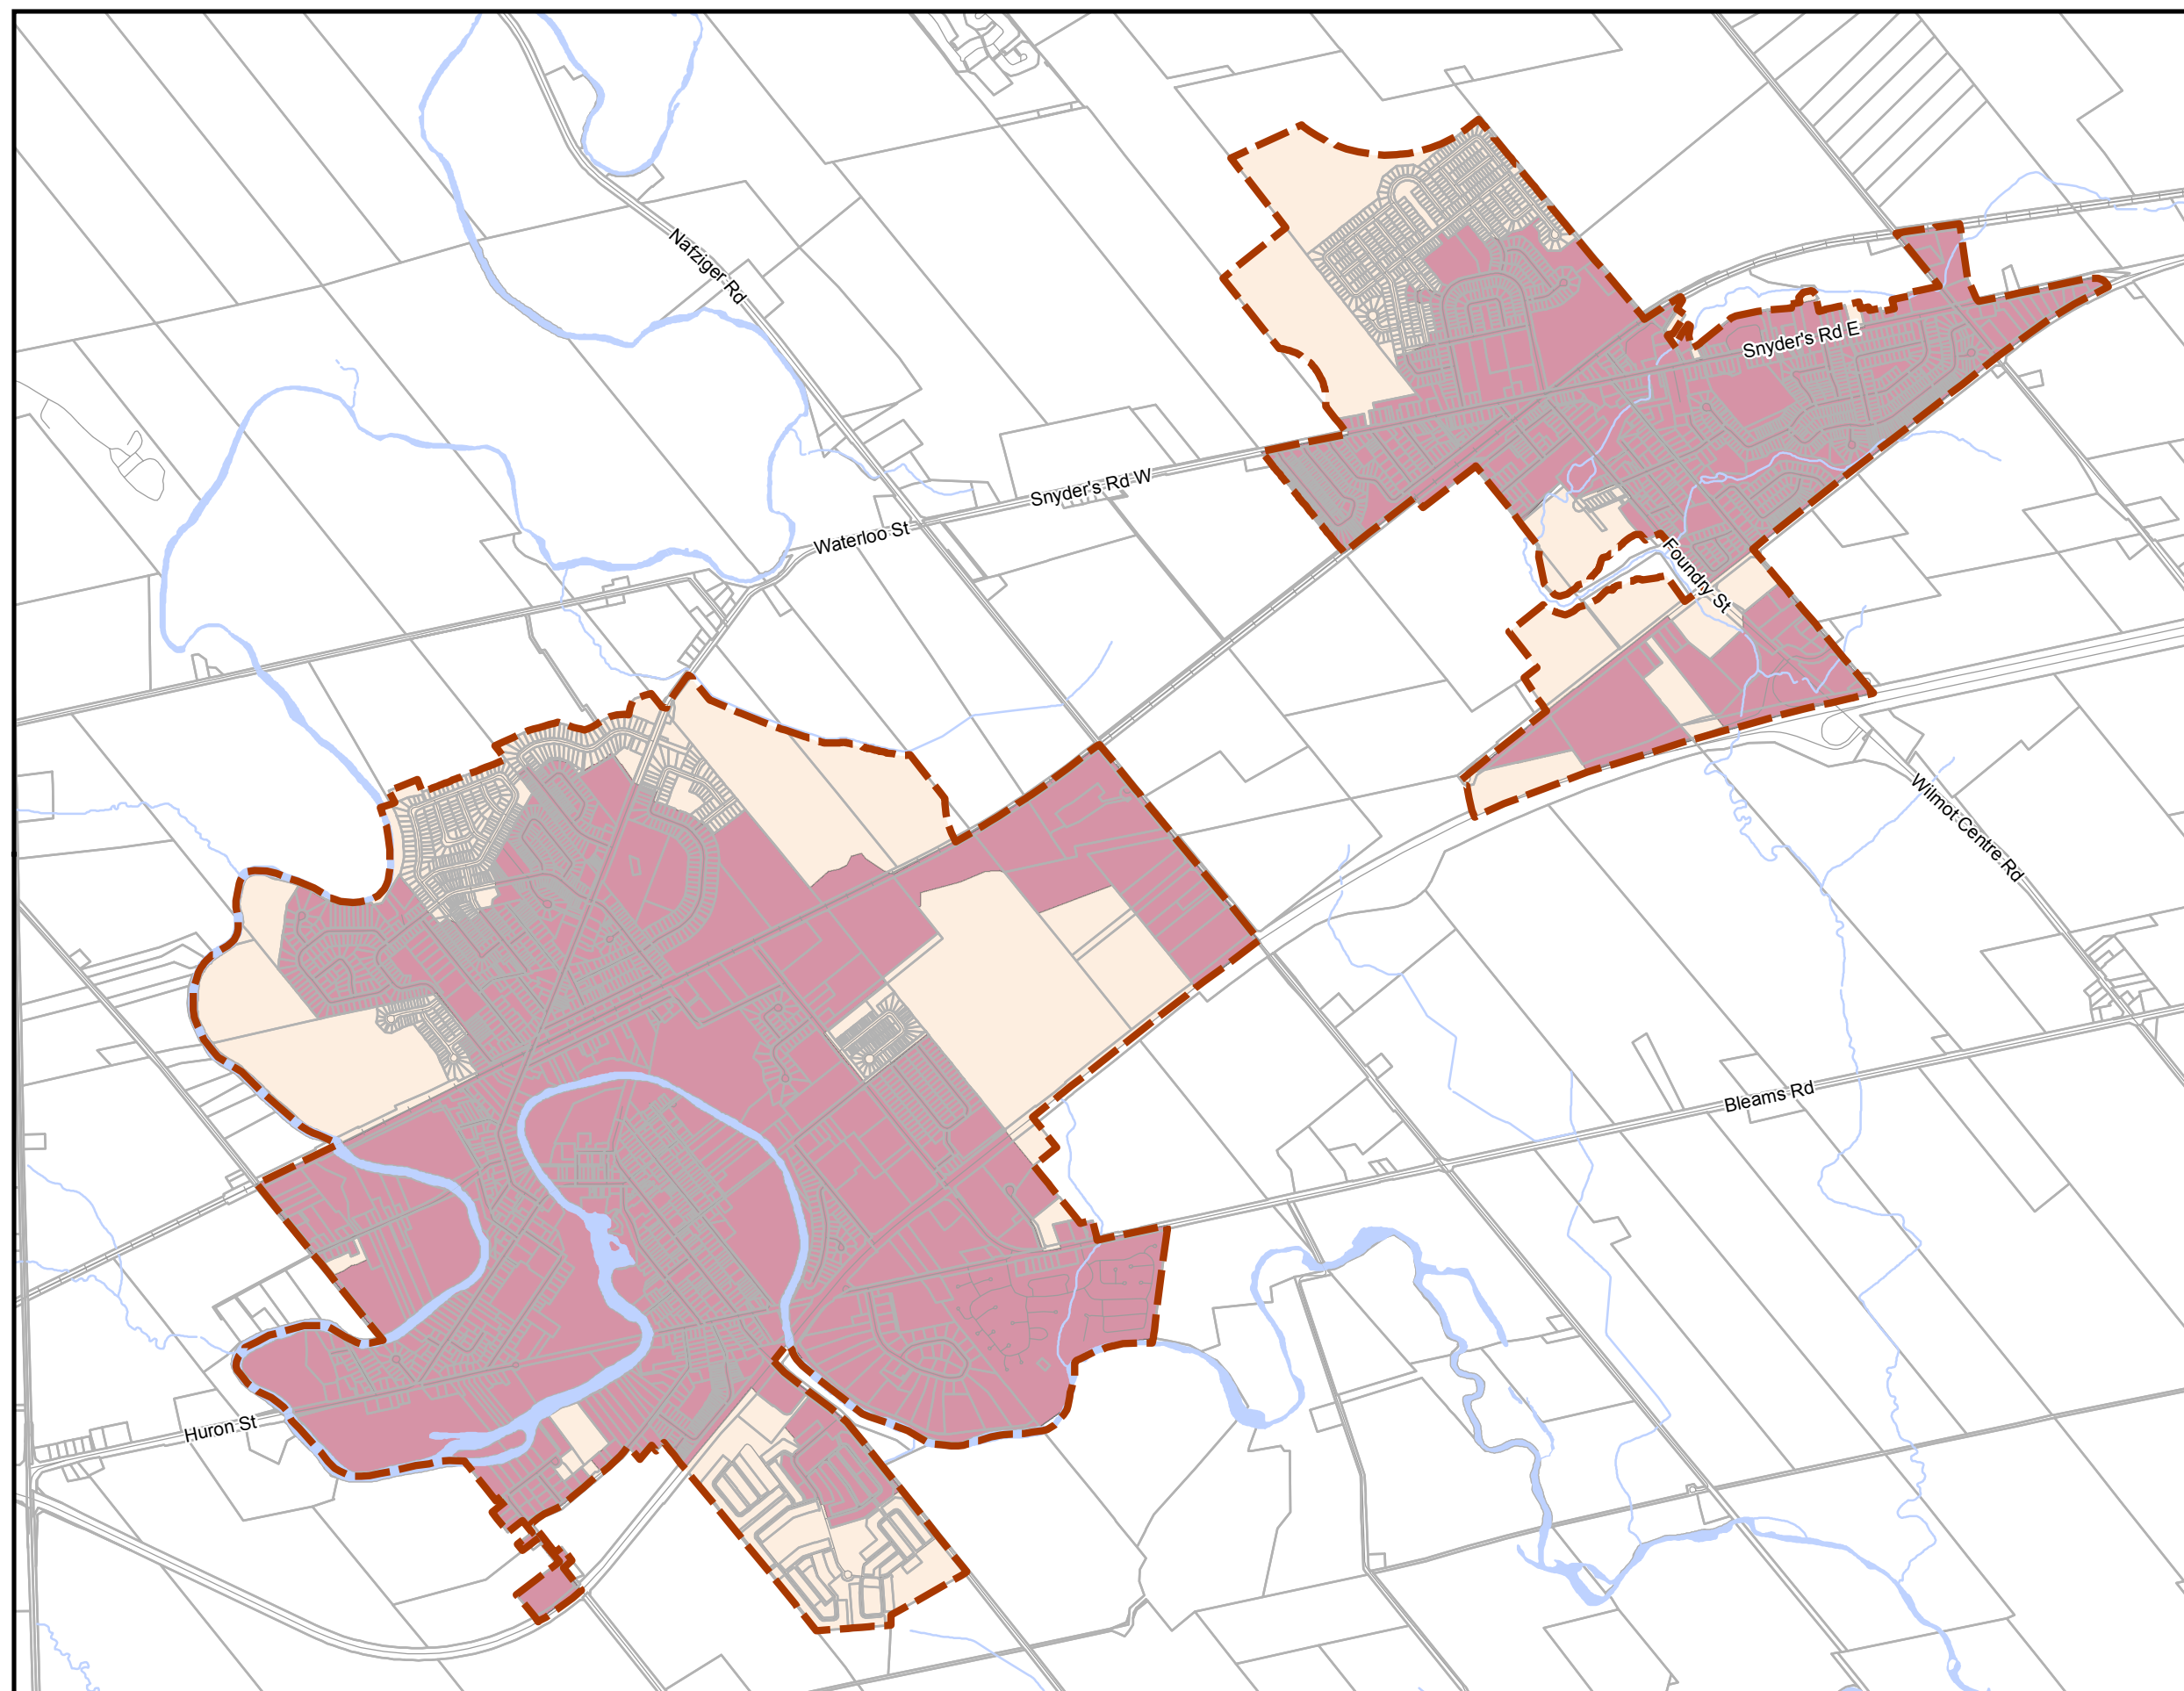 Nafziger Rd
Snyder's Rd E
Snyder's Rd W
Waterloo St
Foundry St
Wilmot Centre Rd
Bleams Rd
Huron St